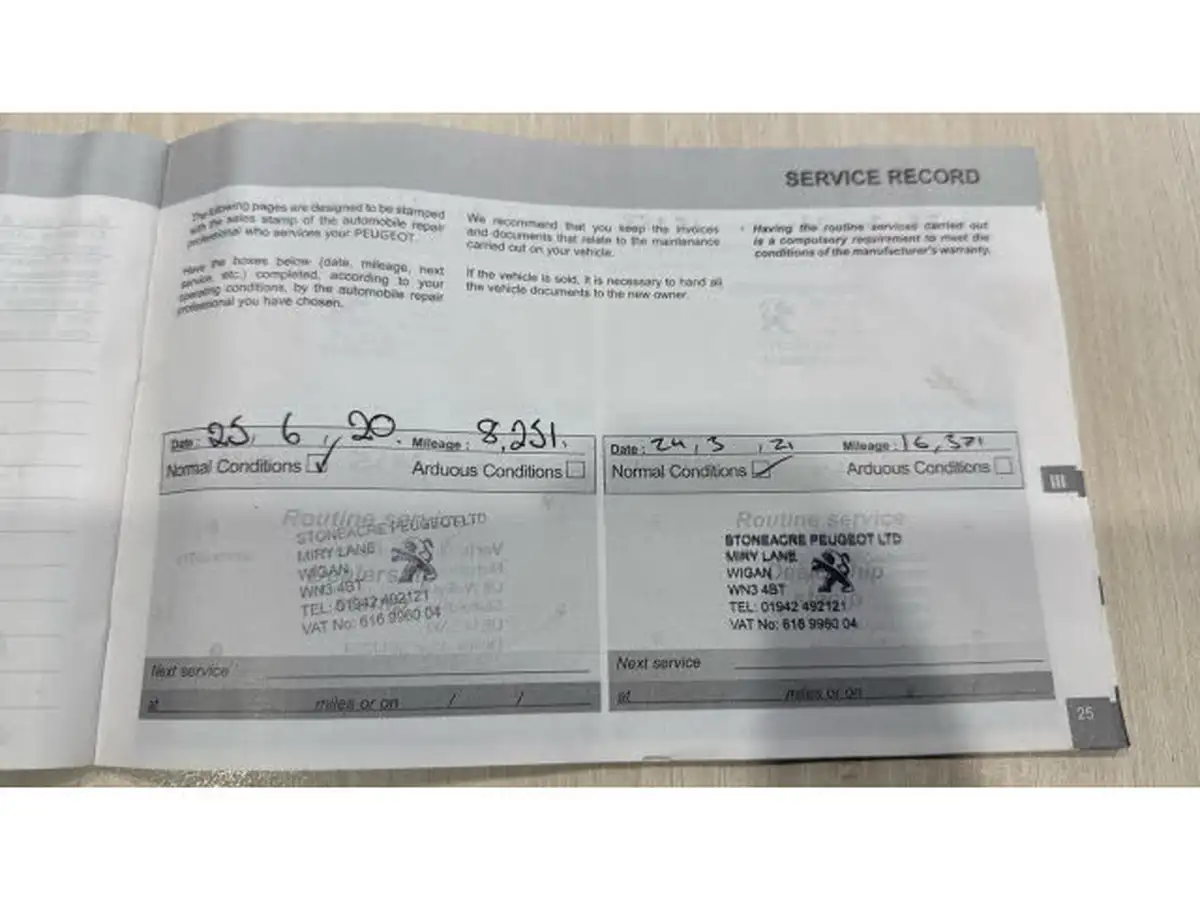 SERVICE RECORD
The following pages are designed to be stamped
with the sales stamp of the automobile repair
professional who services your PEUGEOT.
Have the boxes below (date, mileage, next
service, etc.) completed, according to your
operating conditions, by the automobile repair
professional you have chosen.
We recommend that you keep the invoices
and documents that relate to the maintenance
carried out on your vehicle.
If the vehicle is sold, it is necessary to hand all
the vehicle documents to the new owner.
Having the routine services carried out
is a compulsory requirement to meet the
conditions of the manufacturer's warranty.
Date: 25, 6, 20. Mileage: 8,251.
Normal Conditions Arduous Conditions
Routine service
STONEACRE PEUGEOT LTD
MIRY LANE
WIGAN
WN3 4BT
TEL: 01942 492121
VAT No: 616 9960 04
Next service
at miles or on / /
Date: 24, 3, 21 Mileage: 16,371
Normal Conditions Arduous Conditions
Routine service
STONEACRE PEUGEOT LTD
MIRY LANE
WIGAN
WN3 4BT
TEL: 01942 492121
VAT No: 616 9960 04
Next service
at miles or on
III
25